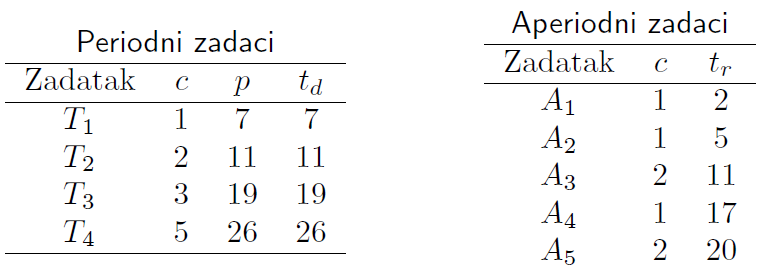 Periodni zadaci
Zadatak c p t_d
T_1 1 7 7
T_2 2 11 11
T_3 3 19 19
T_4 5 26 26
Aperiodni zadaci
Zadatak c t_r
A_1 1 2
A_2 1 5
A_3 2 11
A_4 1 17
A_5 2 20